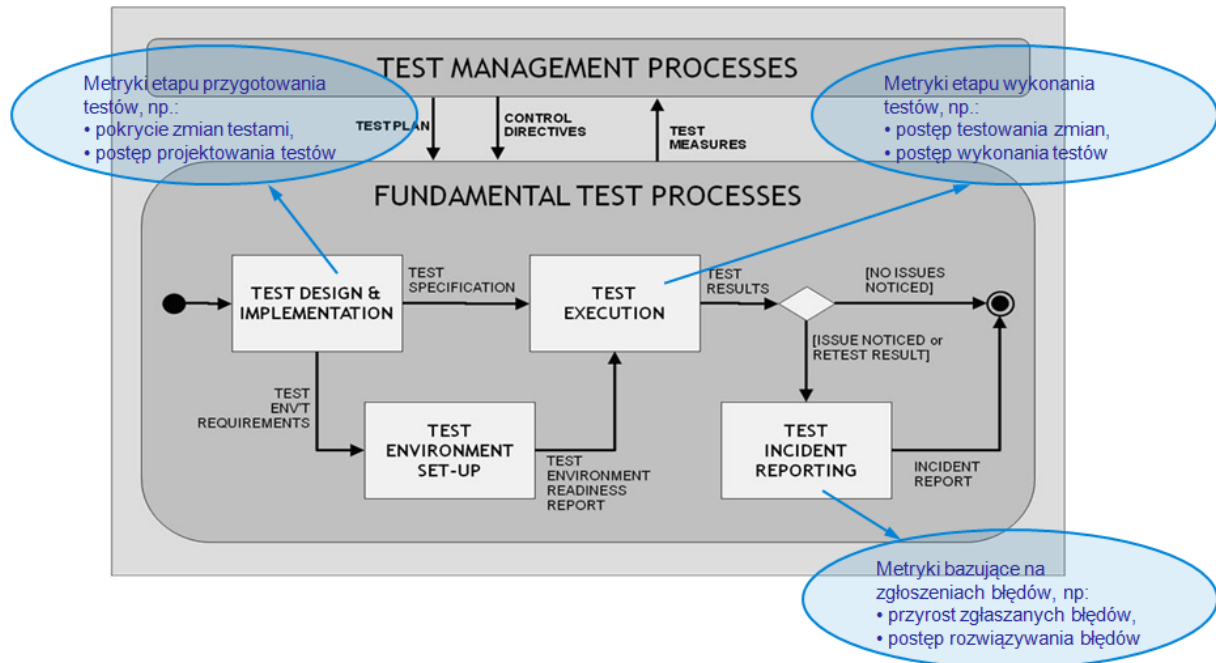 TEST MANAGEMENT PROCESSES
Metryki etapu przygotowania
testów, np.:
• pokrycie zmian testami,
• postęp projektowania testów
Metryki etapu wykonania
testów, np.:
• postęp testowania zmian,
• postęp wykonania testów
TEST PLAN
CONTROL
DIRECTIVES
TEST
MEASURES
FUNDAMENTAL TEST PROCESSES
TEST DESIGN &
IMPLEMENTATION
TEST
SPECIFICATION
TEST
EXECUTION
TEST
RESULTS
[NO ISSUES
NOTICED]
[ISSUE NOTICED or
RETEST RESULT]
TEST
ENV'T
REQUIREMENTS
TEST
ENVIRONMENT
SET-UP
TEST
ENVIRONMENT
READINESS
REPORT
TEST
INCIDENT
REPORTING
INCIDENT
REPORT
Metryki bazujące na
zgłoszeniach błędów, np:
• przyrost zgłaszanych błędów,
• postęp rozwiązywania błędów